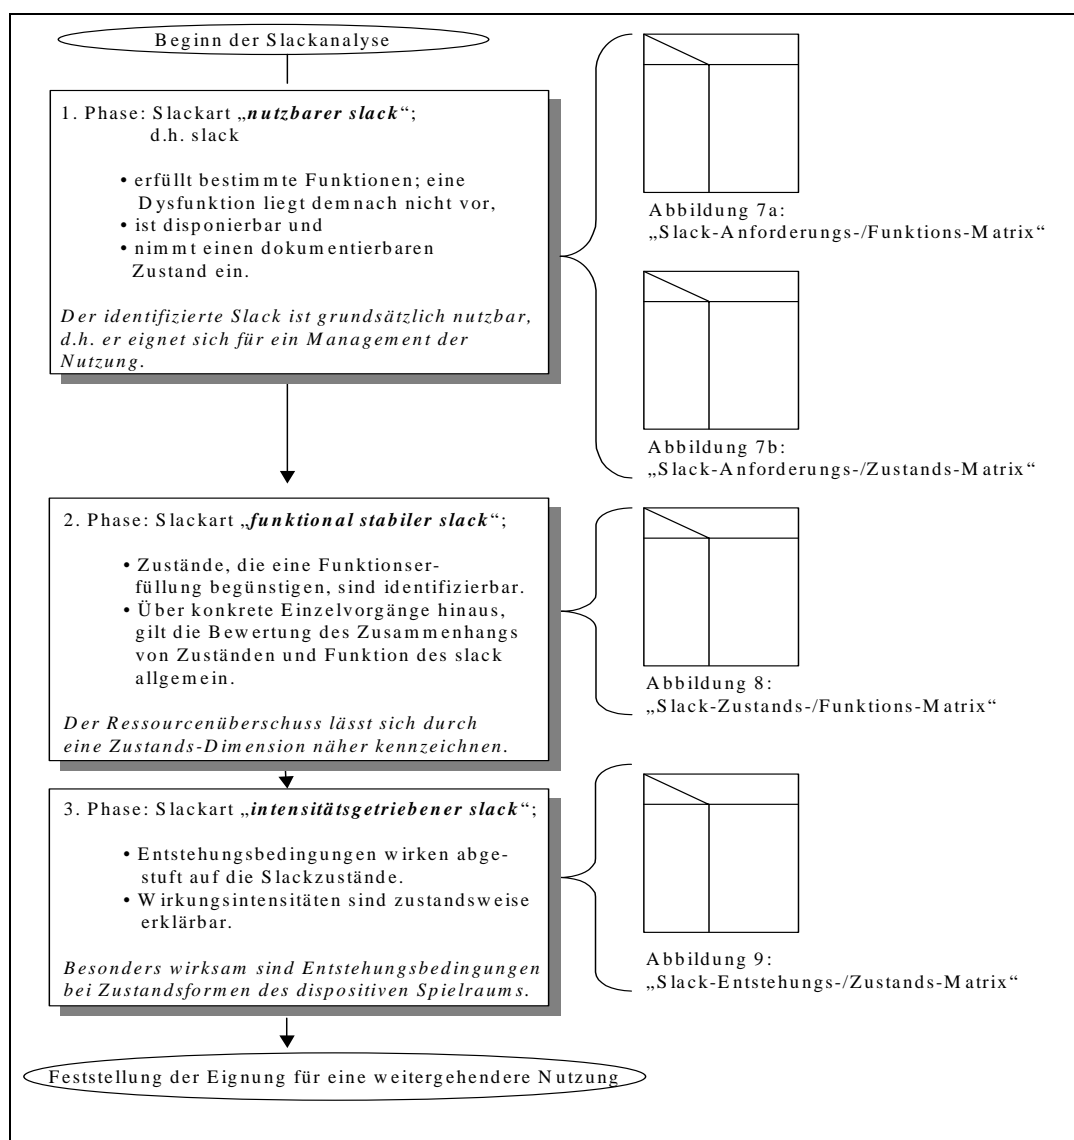 Beginn der Slackanalyse
1. Phase: Slackart „nutzbarer slack“;
d.h. slack
• erfüllt bestimmte Funktionen; eine
Dysfunktion liegt demnach nicht vor,
• ist disponierbar und
• nimmt einen dokumentierbaren
Zustand ein.
Der identifizierte Slack ist grundsätzlich nutzbar,
d.h. er eignet sich für ein Management der
Nutzung.
Abbildung 7a:
„Slack-Anforderungs-/Funktions-Matrix“
Abbildung 7b:
„Slack-Anforderungs-/Zustands-Matrix“
2. Phase: Slackart „funktional stabiler slack“;
• Zustände, die eine Funktionser-
füllung begünstigen, sind identifizierbar.
• Über konkrete Einzelvorgänge hinaus,
gilt die Bewertung des Zusammenhangs
von Zuständen und Funktion des slack
allgemein.
Der Ressourcenüberschuss lässt sich durch
eine Zustands-Dimension näher kennzeichnen.
Abbildung 8:
„Slack-Zustands-/Funktions-Matrix“
3. Phase: Slackart „intensitätsgetriebener slack“;
• Entstehungsbedingungen wirken abge-
stuft auf die Slackzustände.
• Wirkungsintensitäten sind zustandsweise
erklärbar.
Besonders wirksam sind Entstehungsbedingungen
bei Zustandsformen des dispositiven Spielraums.
Abbildung 9:
„Slack-Entstehungs-/Zustands-Matrix“
Feststellung der Eignung für eine weitergehendere Nutzung